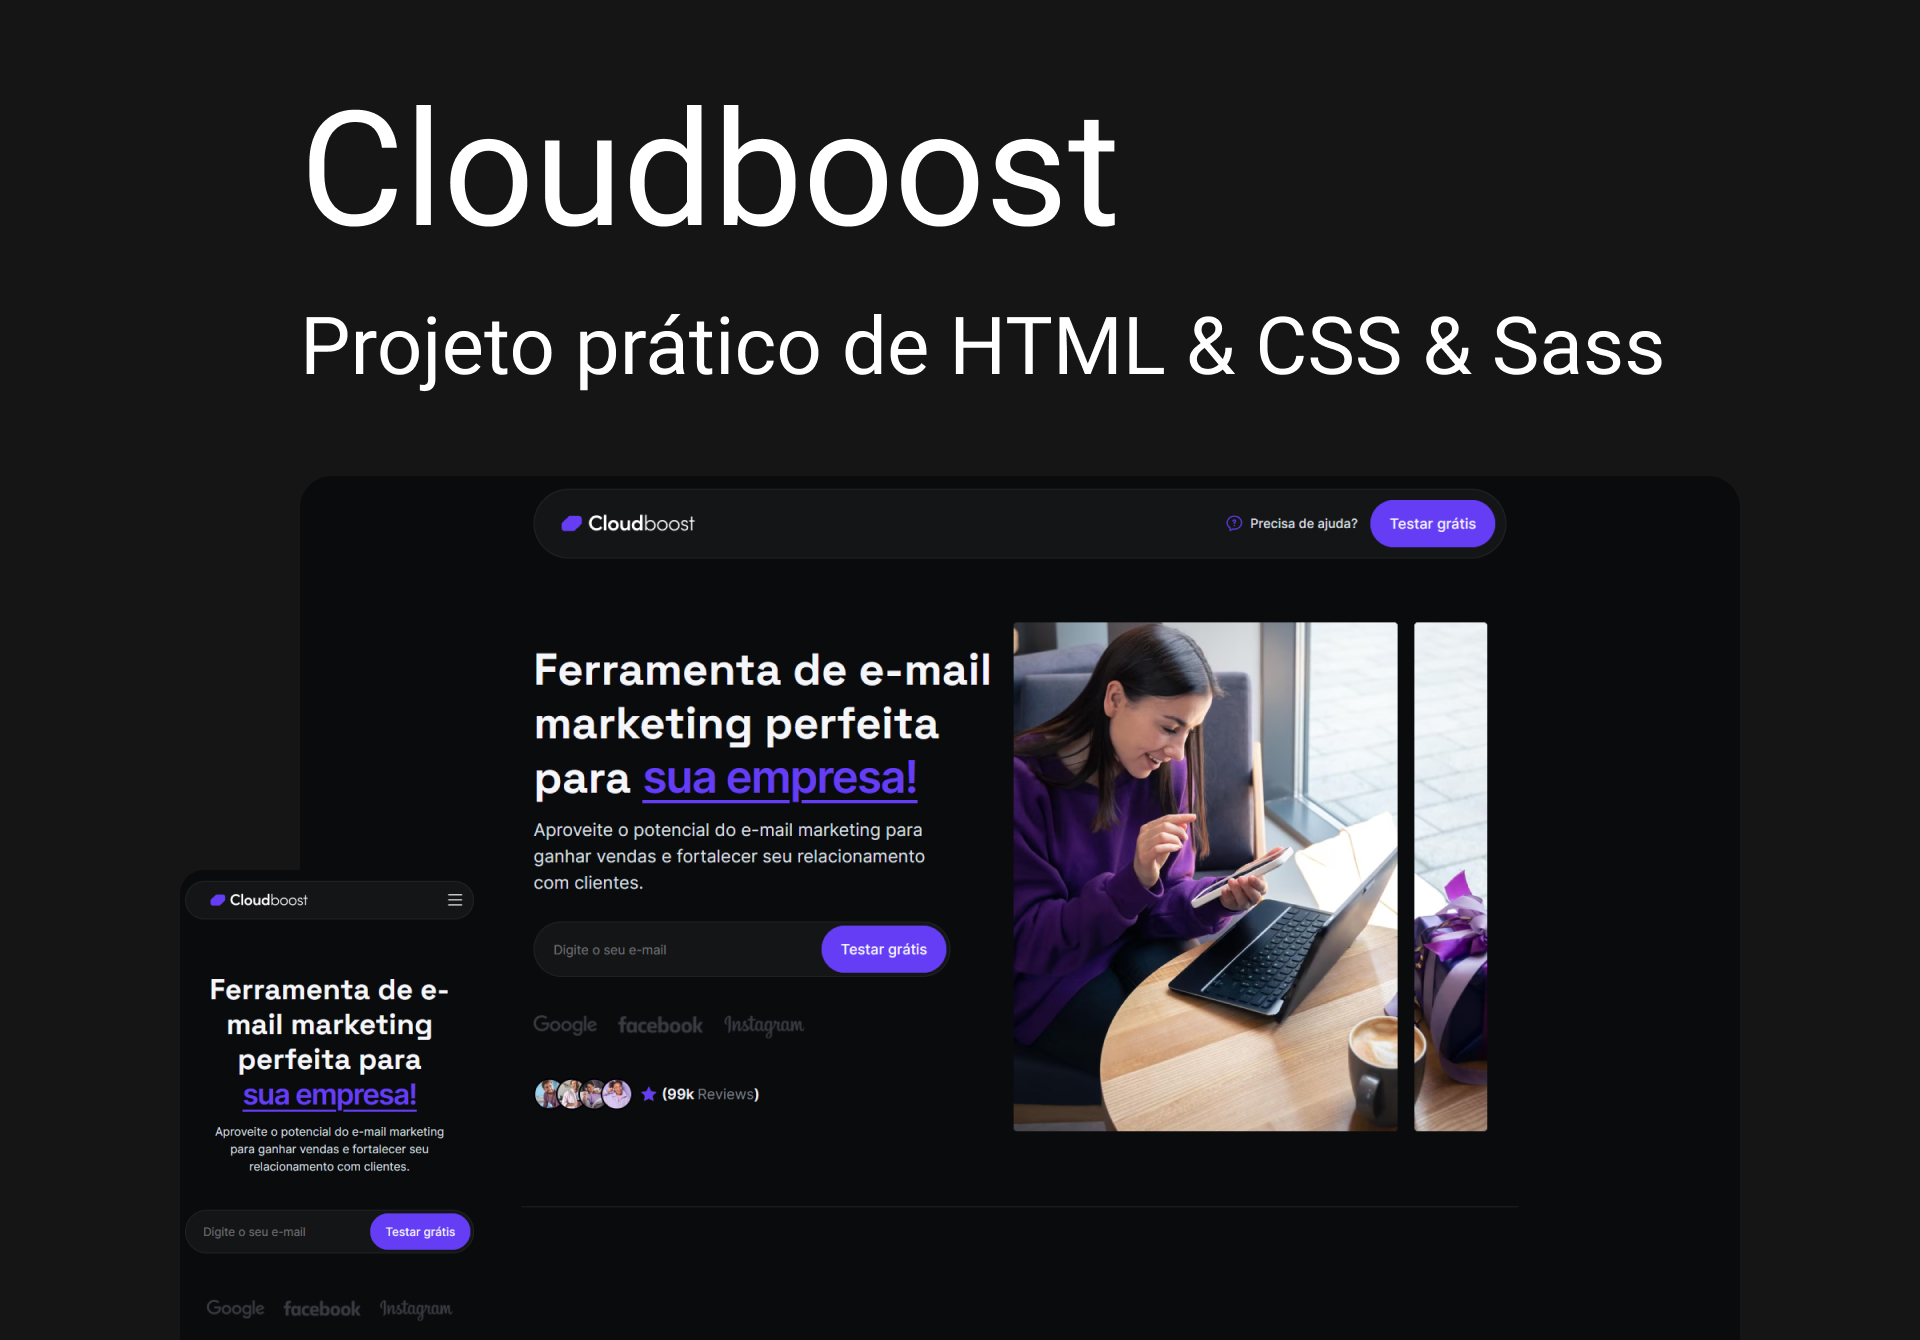 Cloudboost
Projeto prático de HTML & CSS & Sass
Cloudboost
Precisa de ajuda?
Testar grátis
Ferramenta de e-mail
marketing perfeita
para sua empresa!
Aproveite o potencial do e-mail marketing para
ganhar vendas e fortalecer seu relacionamento
com clientes.
Digite o seu e-mail
Testar grátis
Google facebook Instagram
(99k Reviews)
Cloudboost
Ferramenta de e-
mail marketing
perfeita para
sua empresa!
Aproveite o potencial do e-mail marketing
para ganhar vendas e fortalecer seu
relacionamento com clientes.
Digite o seu e-mail
Testar grátis
Google facebook Instagram